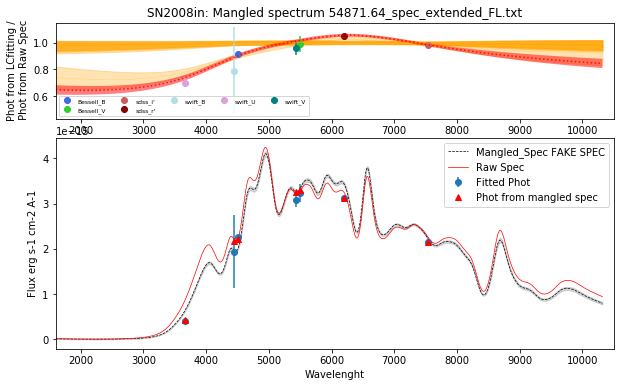 SN2008in: Mangled spectrum 54871.64_spec_extended_FL.txt
Phot from LCfitting /
Phot from Raw Spec
1.0
0.8
0.6
Bessell_B
Bessell_V
sdss_i'
sdss_r'
swift_B
swift_U
swift_V
2000 3000 4000 5000 6000 7000 8000 9000 10000
Flux erg s-1 cm-2 A-1
4
3
2
1
0
Mangled_Spec FAKE SPEC
Raw Spec
Fitted Phot
Phot from mangled spec
2000 3000 4000 5000 6000 7000 8000 9000 10000
Wavelenght